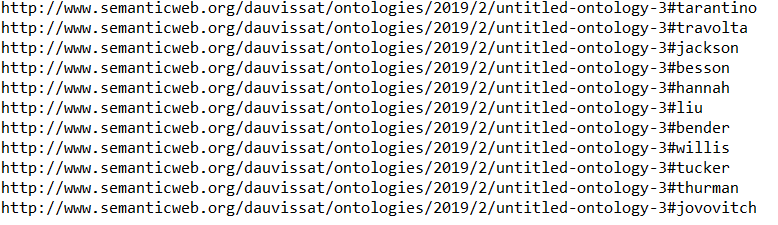 http://www.semanticweb.org/dauvissat/ontologies/2019/2/untitled-ontology-3#tarantino
http://www.semanticweb.org/dauvissat/ontologies/2019/2/untitled-ontology-3#travolta
http://www.semanticweb.org/dauvissat/ontologies/2019/2/untitled-ontology-3#jackson
http://www.semanticweb.org/dauvissat/ontologies/2019/2/untitled-ontology-3#besson
http://www.semanticweb.org/dauvissat/ontologies/2019/2/untitled-ontology-3#hannah
http://www.semanticweb.org/dauvissat/ontologies/2019/2/untitled-ontology-3#liu
http://www.semanticweb.org/dauvissat/ontologies/2019/2/untitled-ontology-3#bender
http://www.semanticweb.org/dauvissat/ontologies/2019/2/untitled-ontology-3#willis
http://www.semanticweb.org/dauvissat/ontologies/2019/2/untitled-ontology-3#tucker
http://www.semanticweb.org/dauvissat/ontologies/2019/2/untitled-ontology-3#thurman
http://www.semanticweb.org/dauvissat/ontologies/2019/2/untitled-ontology-3#jovovitch